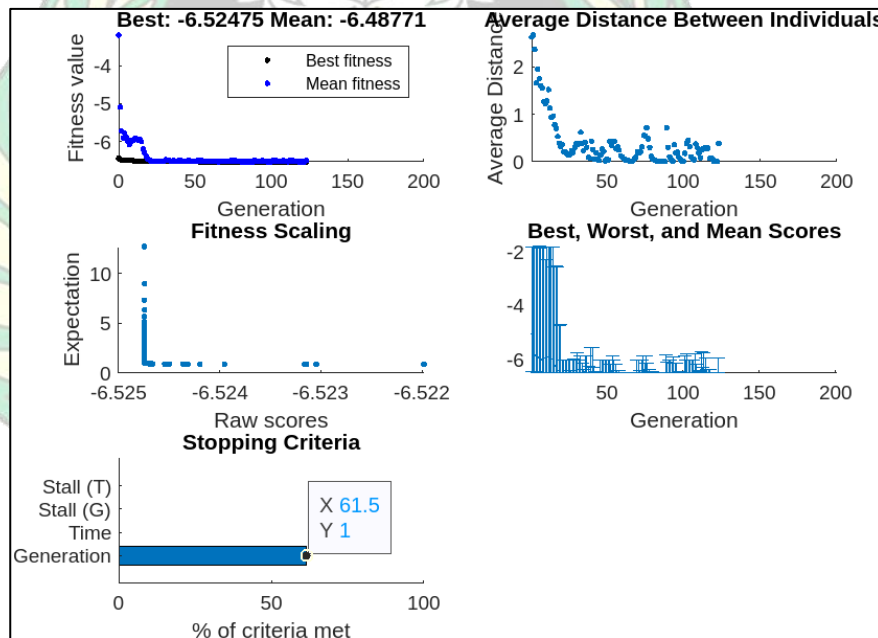 Best: -6.52475 Mean: -6.48771
Fitness value
-4
-5
-6
Best fitness
Mean fitness
0 50 100 150 200
Generation
Average Distance Between Individuals
Average Distanc
2
1
0
50 100 150 200
Generation
Fitness Scaling
Expectation
10
5
0
-6.525 -6.524 -6.523 -6.522
Raw scores
Best, Worst, and Mean Scores
-2
-4
-6
50 100 150 200
Generation
Stopping Criteria
Stall (T)
Stall (G)
Time
Generation
X 61.5
Y 1
0 50 100
% of criteria met